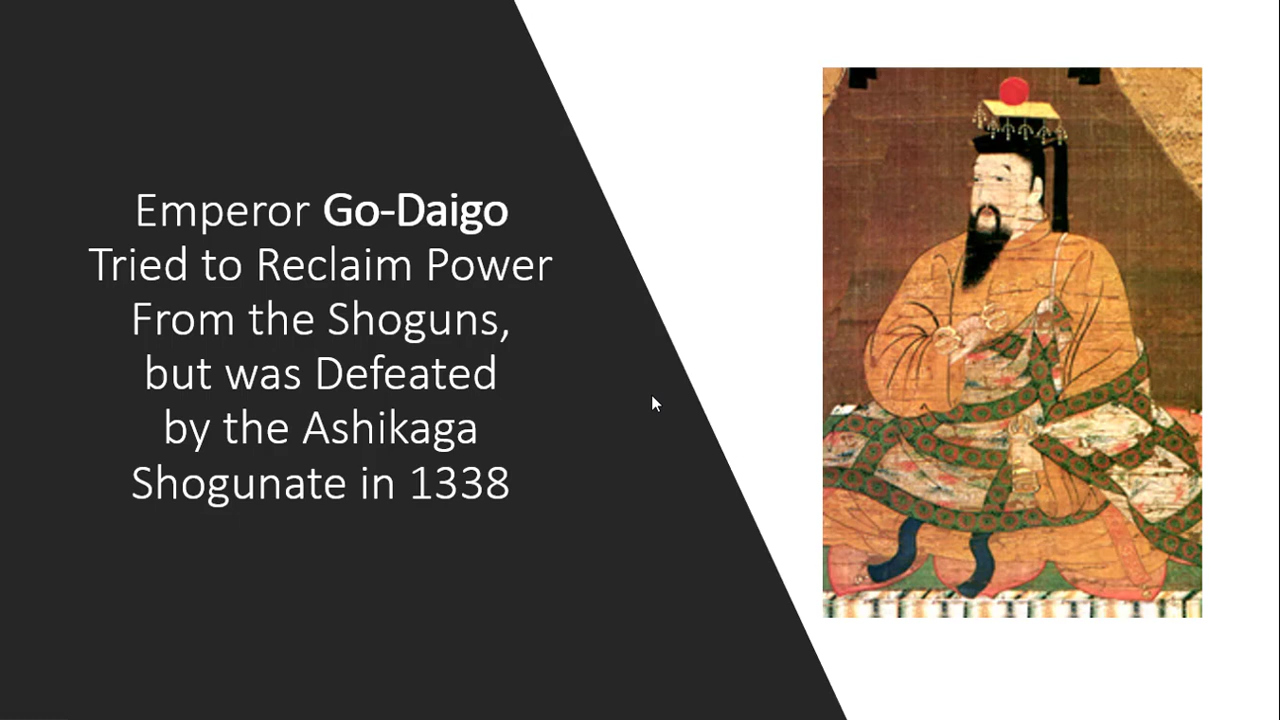 Emperor Go-Daigo
Tried to Reclaim Power
From the Shoguns,
but was Defeated
by the Ashikaga
Shogunate in 1338